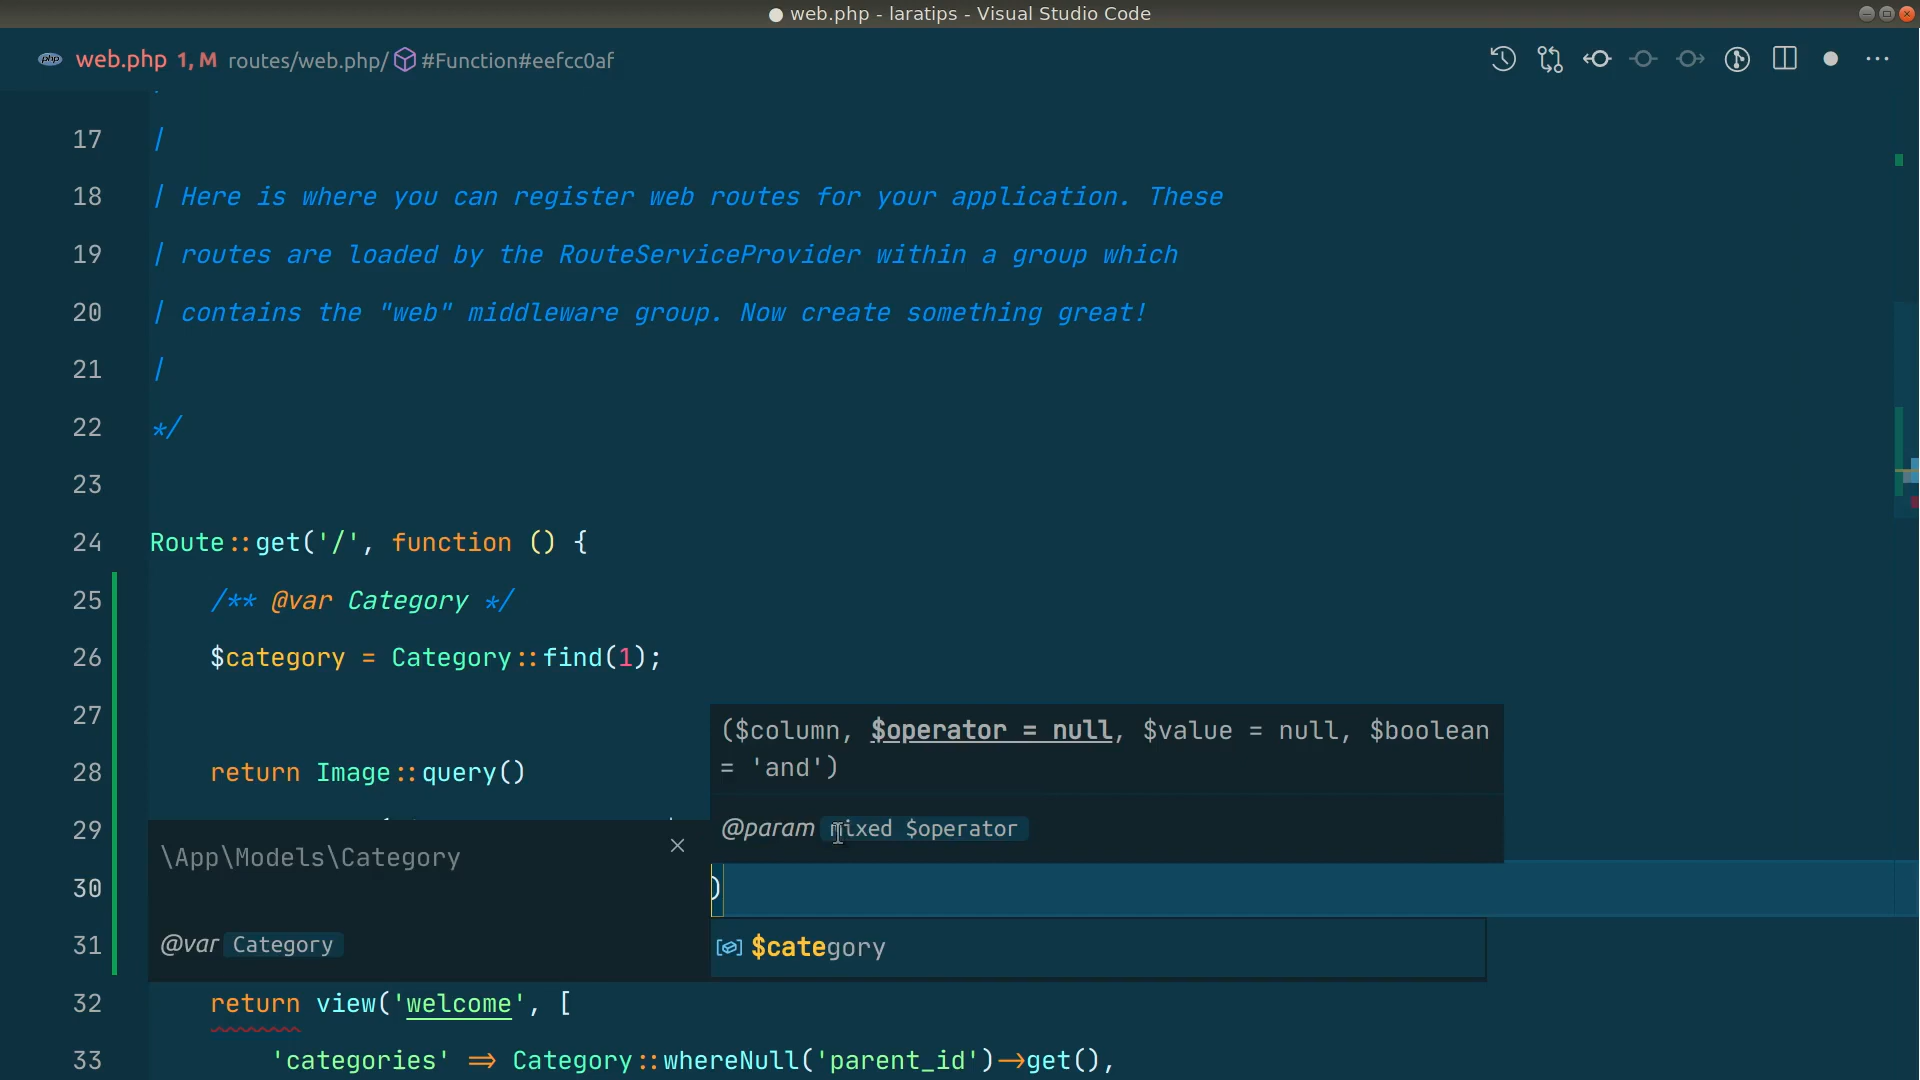 web.php - laratips - Visual Studio Code
php web.php 1, M routes/web.php/ #Function#eefcc0af
17 |
18 | Here is where you can register web routes for your application. These
19 | routes are loaded by the RouteServiceProvider within a group which
20 | contains the "web" middleware group. Now create something great!
21 |
22 */
23
24 Route::get('/', function () {
25 /** @var Category */
26 $category = Category::find(1);
27
($column, $operator = null, $value = null, $boolean
= 'and')
28 return Image::query()
@param mixed $operator
29
\App\Models\Category
30 )
@var Category
31
$category
32 return view('welcome', [
33 'categories' => Category::whereNull('parent_id')->get(),